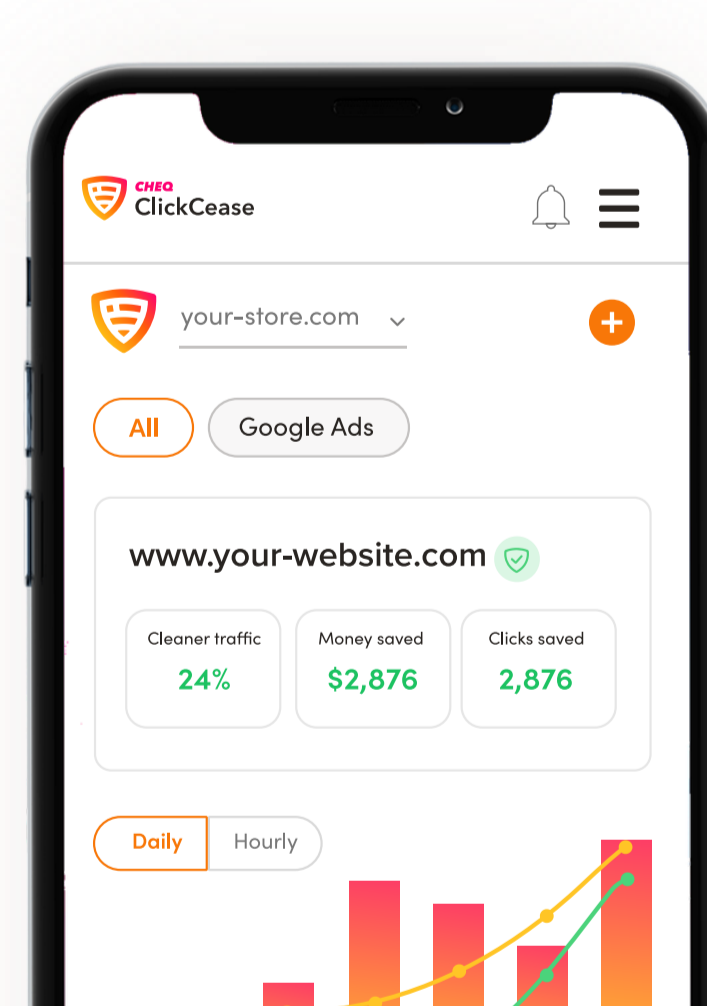 CHEQ
ClickCease
your-store.com
All
Google Ads
www.your-website.com
Cleaner traffic
Money saved
Clicks saved
24%
$2,876
2,876
Daily
Hourly